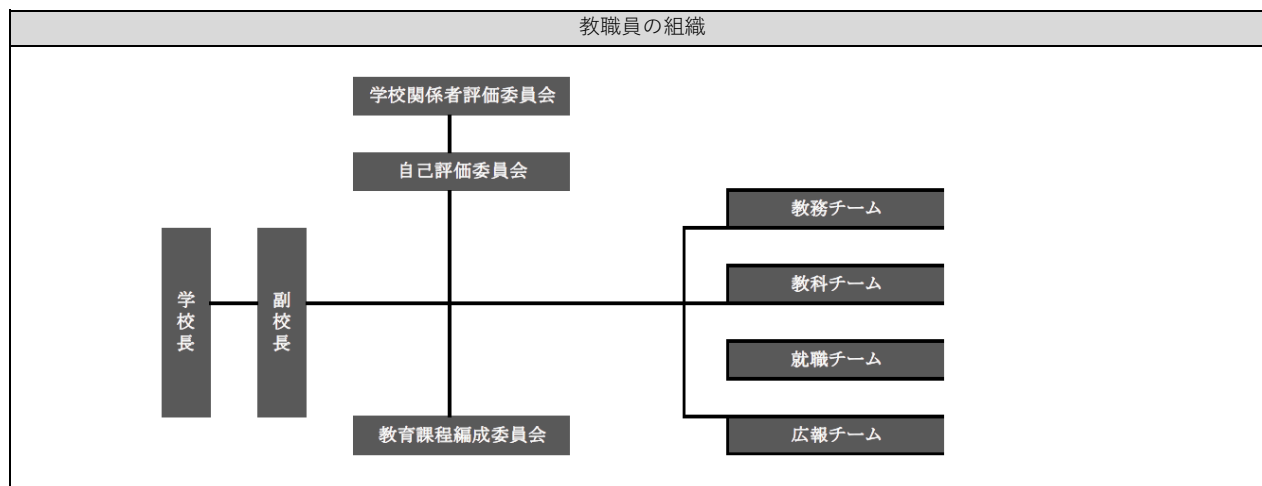 教職員の組織
学校関係者評価委員会
自己評価委員会
教務チーム
教科チーム
学校長
副校長
就職チーム
教育課程編成委員会
広報チーム